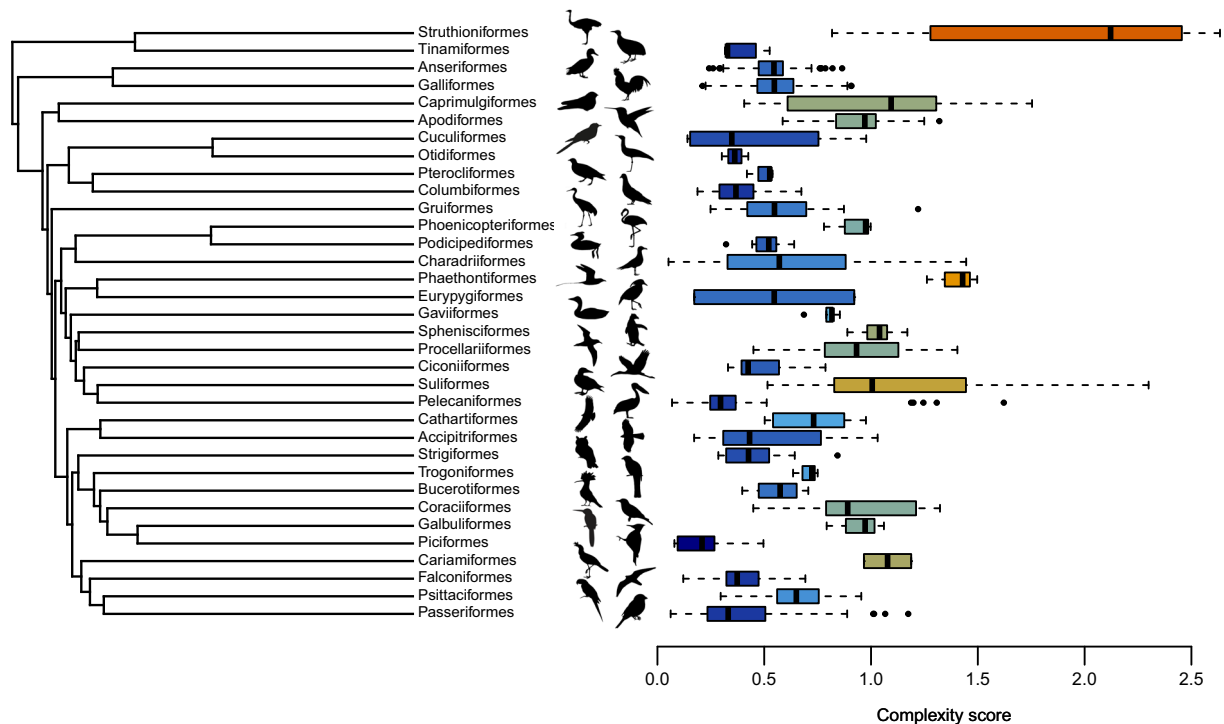 Struthioniformes
Tinamiformes
Anseriformes
Galliformes
Caprimulgiformes
Apodiformes
Cuculiformes
Otidiformes
Pterocliformes
Columbiformes
Gruiformes
Phoenicopteriformes
Podicipediformes
Charadriiformes
Phaethontiformes
Eurypygiformes
Gaviiformes
Sphenisciformes
Procellariiformes
Ciconiiformes
Suliformes
Pelecaniformes
Cathartiformes
Accipitriformes
Strigiformes
Trogoniformes
Bucerotiformes
Coraciiformes
Galbuliformes
Piciformes
Cariamiformes
Falconiformes
Psittaciformes
Passeriformes
0.0 0.5 1.0 1.5 2.0 2.5
Complexity score